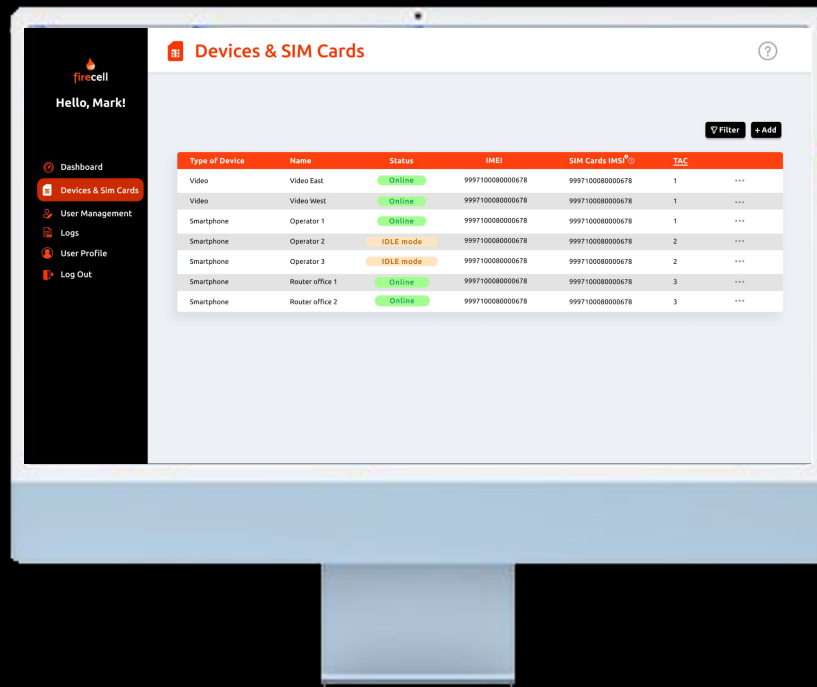 Devices & SIM Cards
?
firecell
Hello, Mark!
Filter
+ Add
Dashboard
Devices & Sim Cards
User Management
Logs
User Profile
Log Out
Type of Device Name Status IMEI SIM Cards IMSI TAC
Video Video East Online 9997100080000678 9997100080000678 1 ...
Video Video West Online 9997100080000678 9997100080000678 1 ...
Smartphone Operator 1 Online 9997100080000678 9997100080000678 1 ...
Smartphone Operator 2 IDLE mode 9997100080000678 9997100080000678 2 ...
Smartphone Operator 3 IDLE mode 9997100080000678 9997100080000678 2 ...
Smartphone Router office 1 Online 9997100080000678 9997100080000678 3 ...
Smartphone Router office 2 Online 9997100080000678 9997100080000678 3 ...